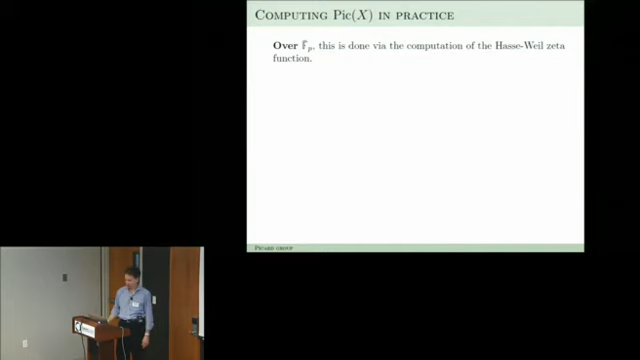 Computing Pic(X) in practice
Over 𝔽̄ₚ, this is done via the computation of the Hasse-Weil zeta
function.
Picard group